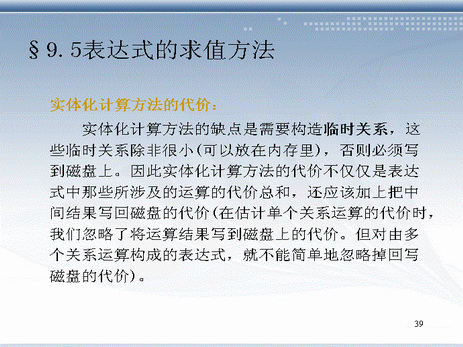 §9.5表达式的求值方法
实体化计算方法的代价：
实体化计算方法的缺点是需要构造临时关系，这
些临时关系除非很小(可以放在内存里)，否则必须写
到磁盘上。因此实体化计算方法的代价不仅仅是表达
式中那些所涉及的运算的代价总和，还应该加上把中
间结果写回磁盘的代价(在估计单个关系运算的代价时，
我们忽略了将运算结果写到磁盘上的代价。但对由多
个关系运算构成的表达式，就不能简单地忽略掉回写
磁盘的代价)。
39